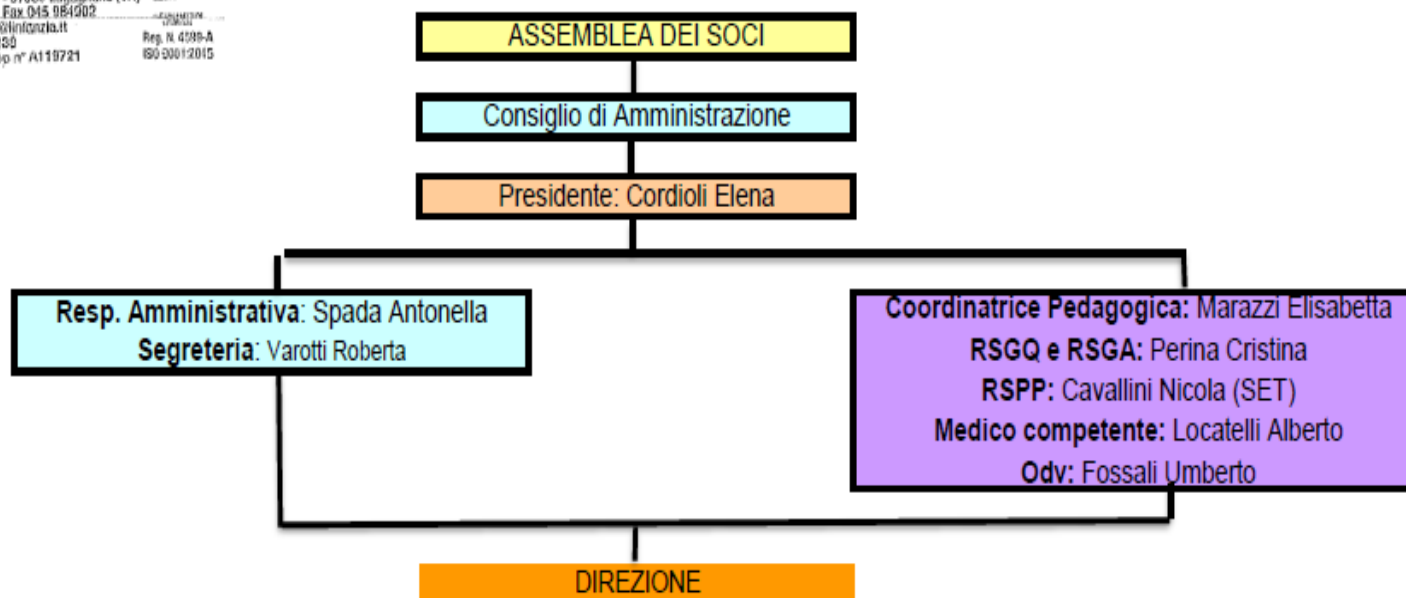 Fax 045 984902
Reg. N. 4599-A
ISO 9001:2015
n° A119721
ASSEMBLEA DEI SOCI
Consiglio di Amministrazione
Presidente: Cordioli Elena
Resp. Amministrativa: Spada Antonella
Segreteria: Varotti Roberta
Coordinatrice Pedagogica: Marazzi Elisabetta
RSGQ e RSGA: Perina Cristina
RSPP: Cavallini Nicola (SET)
Medico competente: Locatelli Alberto
Odv: Fossali Umberto
DIREZIONE